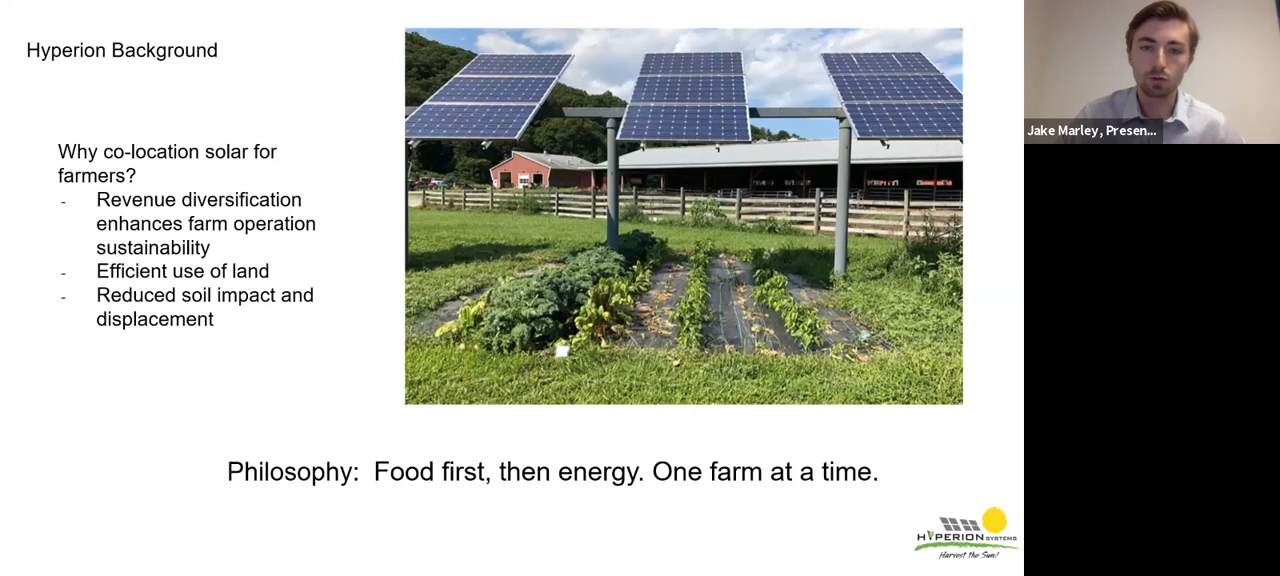 Hyperion Background
Why co-location solar for
farmers?
- Revenue diversification
enhances farm operation
sustainability
- Efficient use of land
- Reduced soil impact and
displacement
Philosophy:  Food first, then energy. One farm at a time.
HYPERION SYSTEMS
Harvest the Sun!
Jake Marley, Presen...